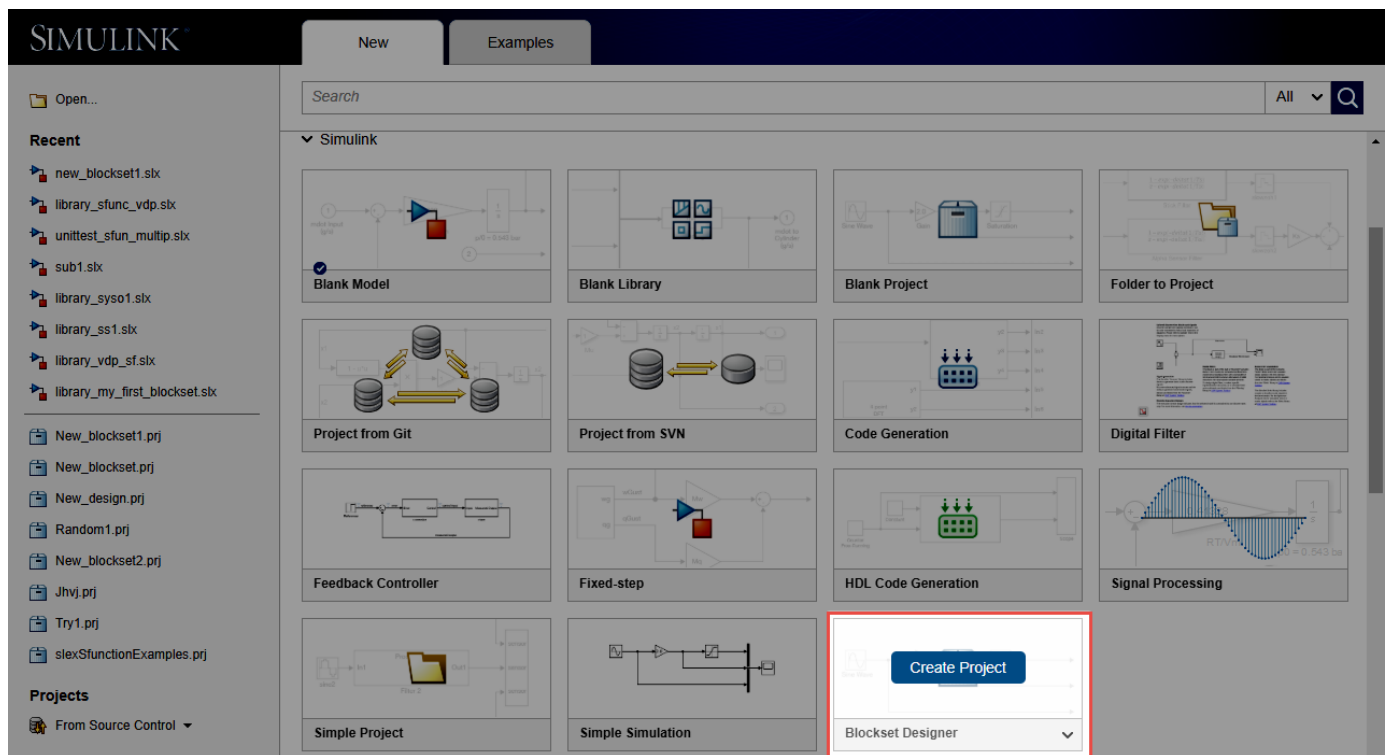 SIMULINK
New
Examples
Open...
Search
All
Recent
new_blockset1.slx
library_sfunc_vdp.slx
unittest_sfun_multip.slx
sub1.slx
library_syso1.slx
library_ss1.slx
library_vdp_sf.slx
library_my_first_blockset.slx
New_blockset1.prj
New_blockset.prj
New_design.prj
Random1.prj
New_blockset2.prj
Jhvj.prj
Try1.prj
slexSfunctionExamples.prj
Projects
From Source Control
Simulink
Blank Model
Blank Library
Blank Project
Folder to Project
Project from Git
Project from SVN
Code Generation
Digital Filter
Feedback Controller
Fixed-step
HDL Code Generation
Signal Processing
Simple Project
Simple Simulation
Create Project
Blockset Designer